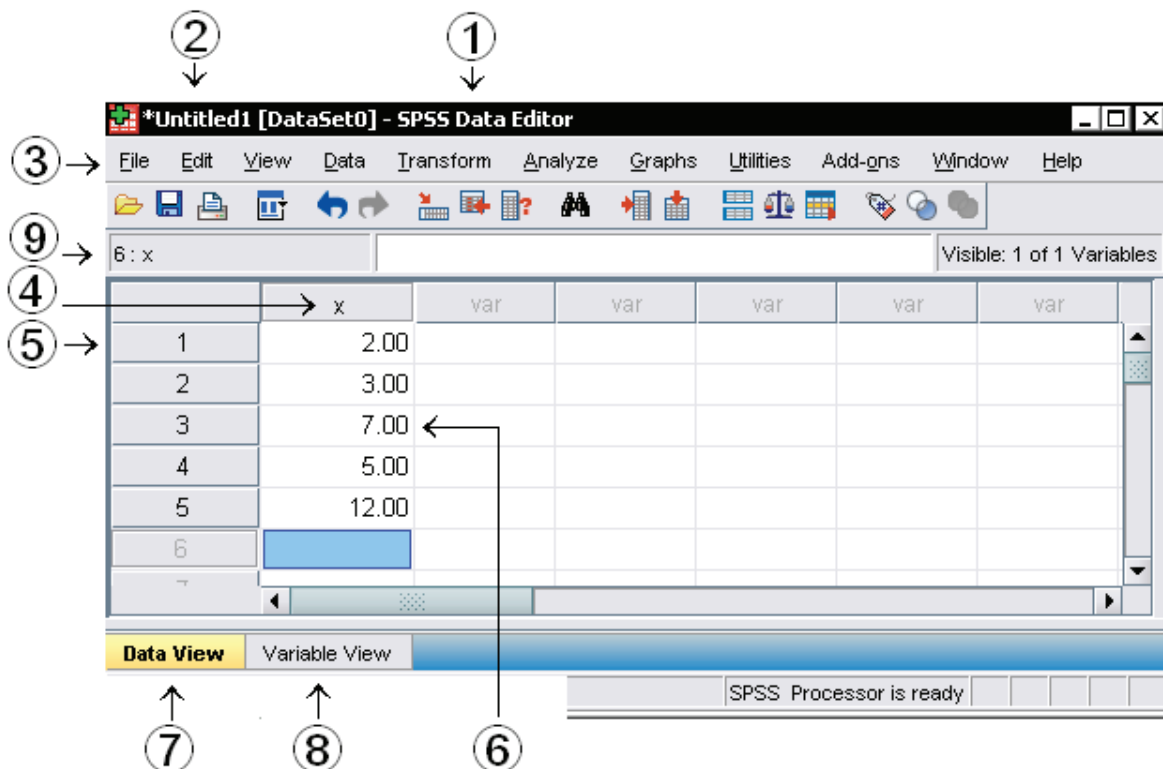 ② ①
*Untitled1 [DataSet0] - SPSS Data Editor
③ File Edit View Data Transform Analyze Graphs Utilities Add-ons Window Help
⑨ 6 : x Visible: 1 of 1 Variables
④ x var var var var var
⑤ 1 2.00
2 3.00
3 7.00
4 5.00
5 12.00
6
Data View Variable View
SPSS Processor is ready
⑦ ⑧ ⑥